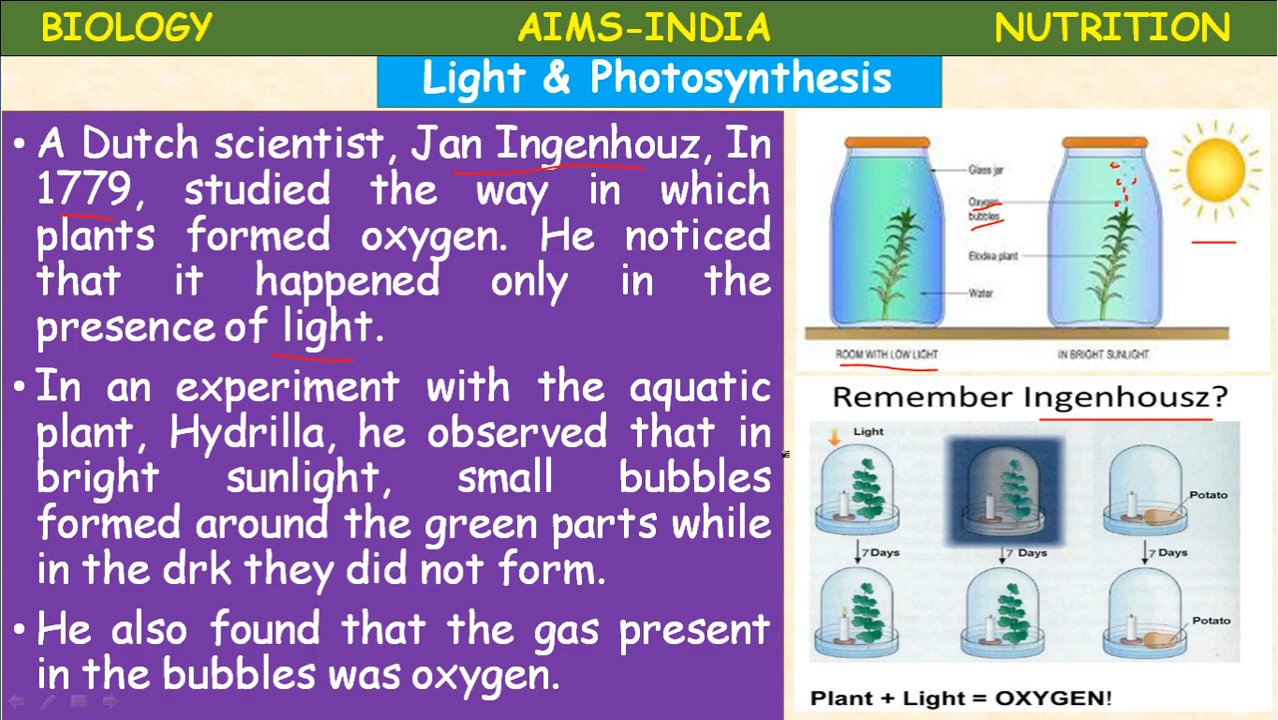 BIOLOGY AIMS-INDIA NUTRITION
Light & Photosynthesis
• A Dutch scientist, Jan Ingenhouz, In
1779, studied the way in which
plants formed oxygen. He noticed
that it happened only in the
presence of light.
• In an experiment with the aquatic
plant, Hydrilla, he observed that in
bright sunlight, small bubbles
formed around the green parts while
in the drk they did not form.
• He also found that the gas present
in the bubbles was oxygen.
Glass jar
Oxygen
bubbles
Elodea plant
Water
ROOM WITH LOW LIGHT
IN BRIGHT SUNLIGHT
Remember Ingenhousz?
Light
Potato
7 Days
7 Days
7 Days
Potato
Plant + Light = OXYGEN!